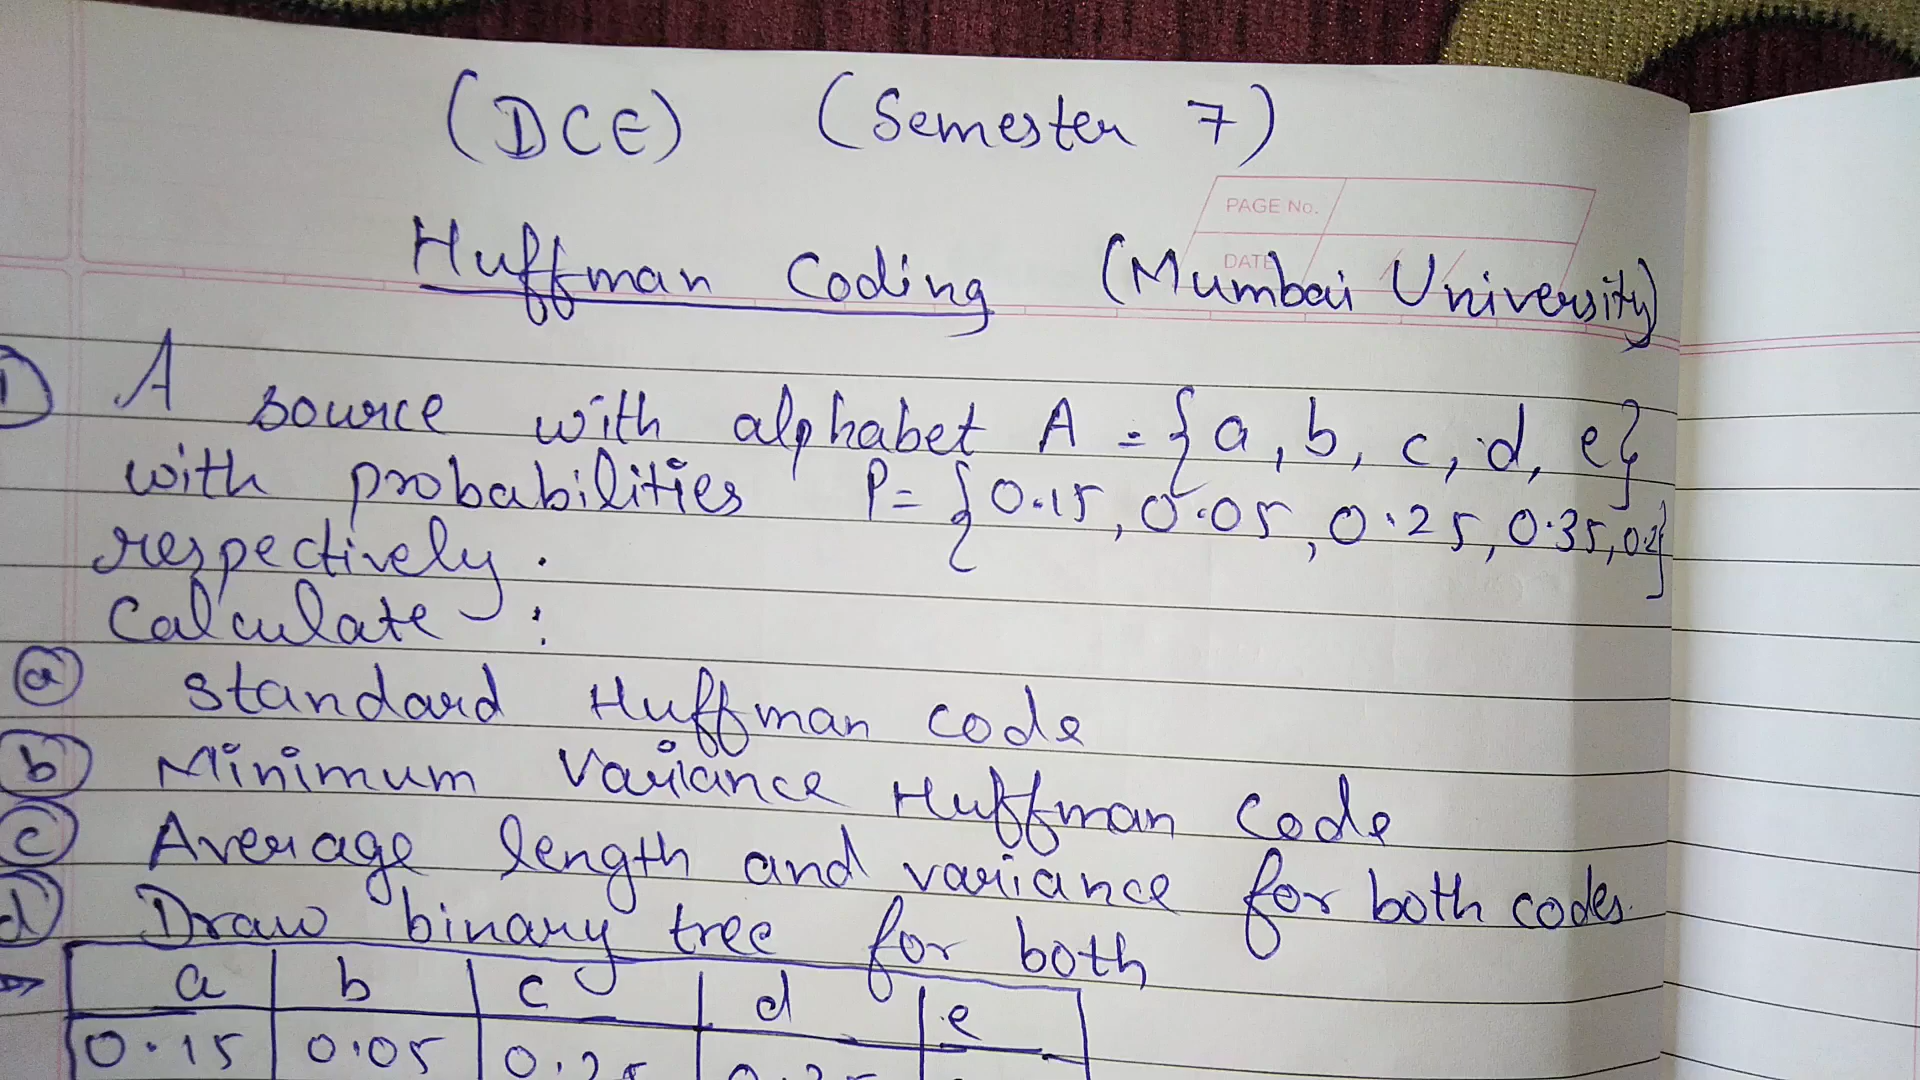 (DCE) (Semester 7)
PAGE No.
DATE
Huffman Coding (Mumbai University)
1) A source with alphabet A = {a, b, c, d, e}
with probabilities P = {0.15, 0.05, 0.25, 0.35, 0.2}
respectively.
Calculate :
a standard Huffman code
b Minimum Variance Huffman code
c Average length and variance for both codes.
d Draw binary tree for both
⇒ a b c d e
0.15 0.05